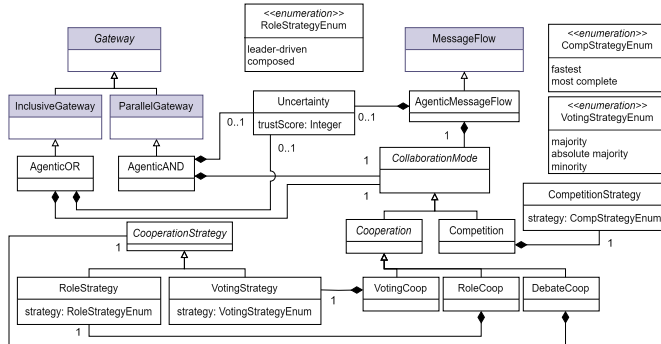 <<enumeration>>
RoleStrategyEnum
leader-driven
composed
Gateway
MessageFlow
<<enumeration>>
CompStrategyEnum
fastest
most complete
InclusiveGateway
ParallelGateway
Uncertainty
trustScore: Integer
AgenticMessageFlow
<<enumeration>>
VotingStrategyEnum
majority
absolute majority
minority
0..1
0..1
0..1
1
AgenticOR
AgenticAND
1
1
CollaborationMode
CompetitionStrategy
strategy: CompStrategyEnum
1
CooperationStrategy
1
Cooperation
Competition
RoleStrategy
strategy: RoleStrategyEnum
1
VotingStrategy
strategy: VotingStrategyEnum
1
VotingCoop
RoleCoop
DebateCoop